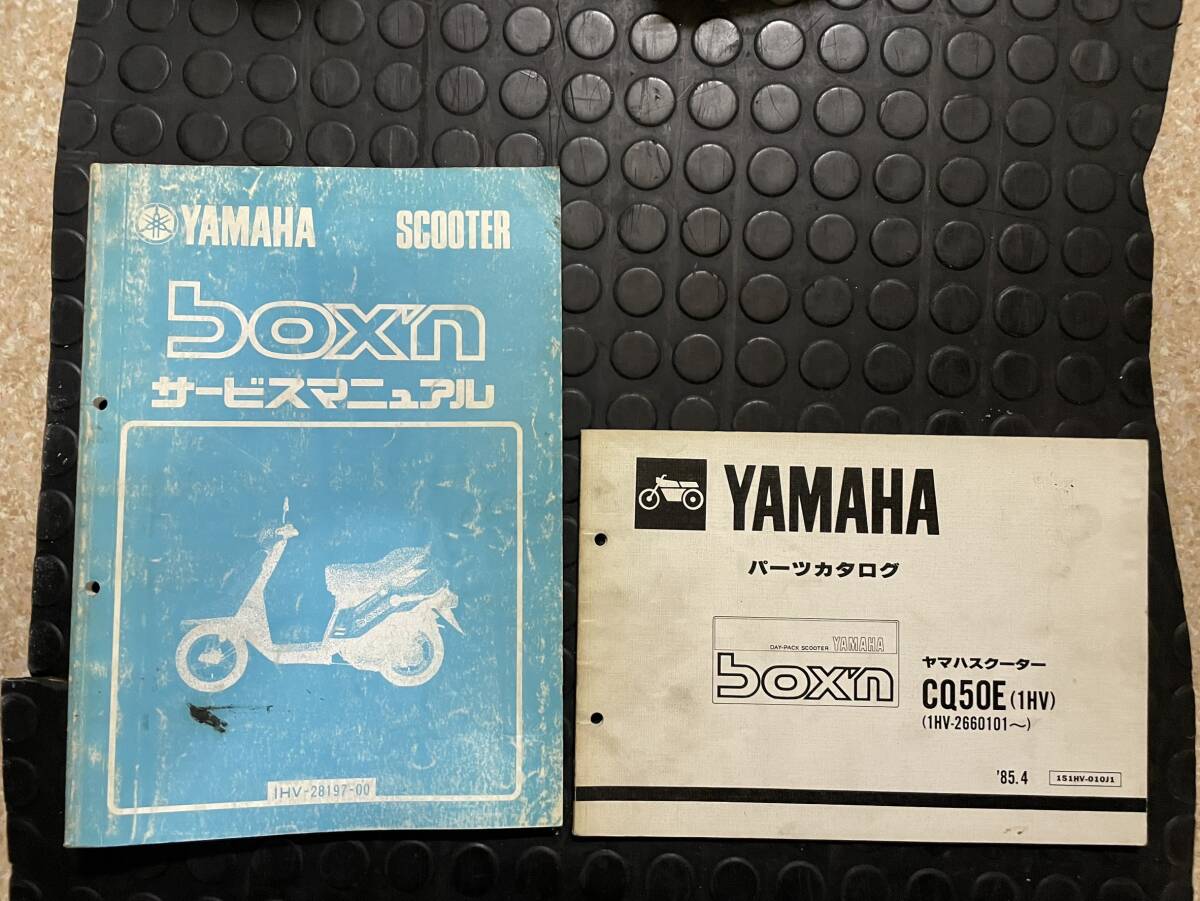 YAMAHA SCOOTER
box'n
サービスマニュアル
1HV-28197-00
YAMAHA
パーツカタログ
DAY-PACK SCOOTER YAMAHA
box'n
ヤマハスクーター
CQ50E (1HV)
(1HV-2660101～)
'85.4
151HV-010J1